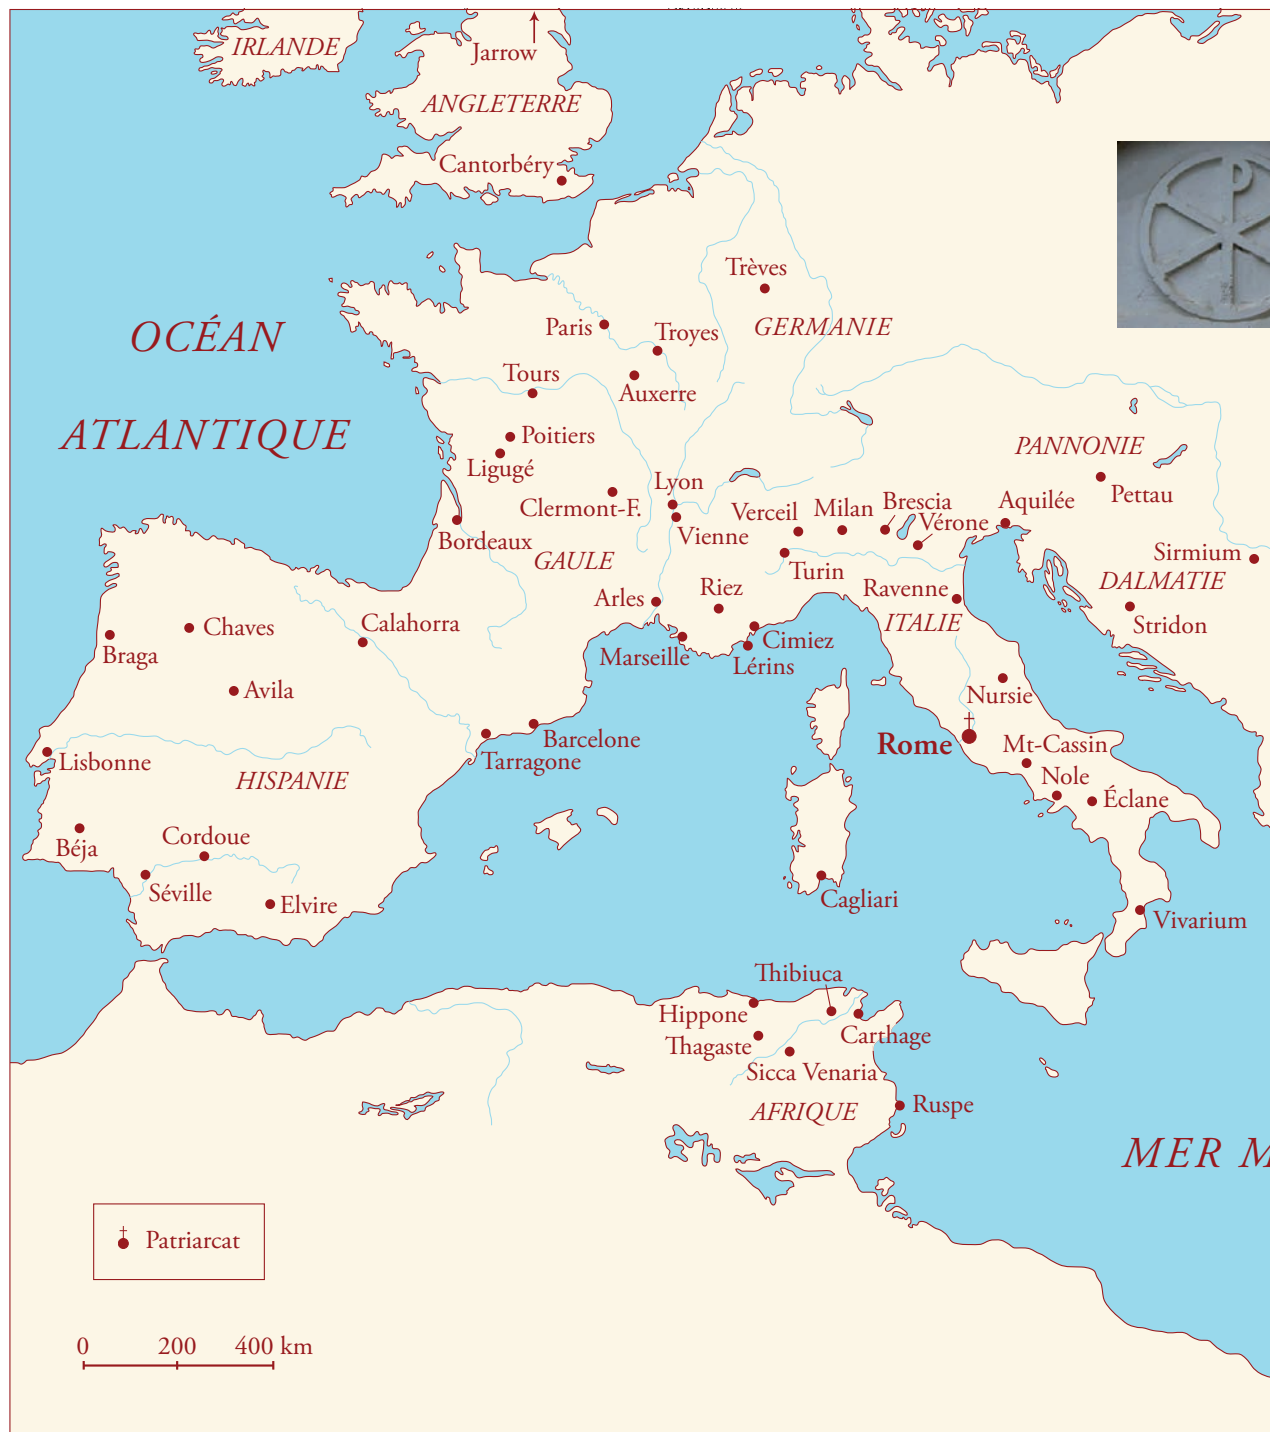 IRLANDE
Jarrow
ANGLETERRE
Cantorbéry
Trèves
OCÉAN
ATLANTIQUE
Paris
Troyes
GERMANIE
Tours
Auxerre
Poitiers
Ligugé
PANNONIE
Clermont-F.
Lyon
Pettau
Verceil
Milan
Brescia
Aquilée
Vérone
Vienne
Bordeaux
GAULE
Sirmium
Turin
DALMATIE
Riez
Ravenne
Arles
ITALIE
Stridon
Chaves
Calahorra
Braga
Cimiez
Marseille
Lérins
Avila
Nursie
Rome
Barcelone
Mt-Cassin
Lisbonne
Tarragone
HISPANIE
Nole
Éclane
Cordoue
Béja
Séville
Elvire
Cagliari
Vivarium
Thibiuca
Hippone
Carthage
Thagaste
Sicca Venaria
AFRIQUE
Ruspe
MER M
Patriarcat
0 200 400 km